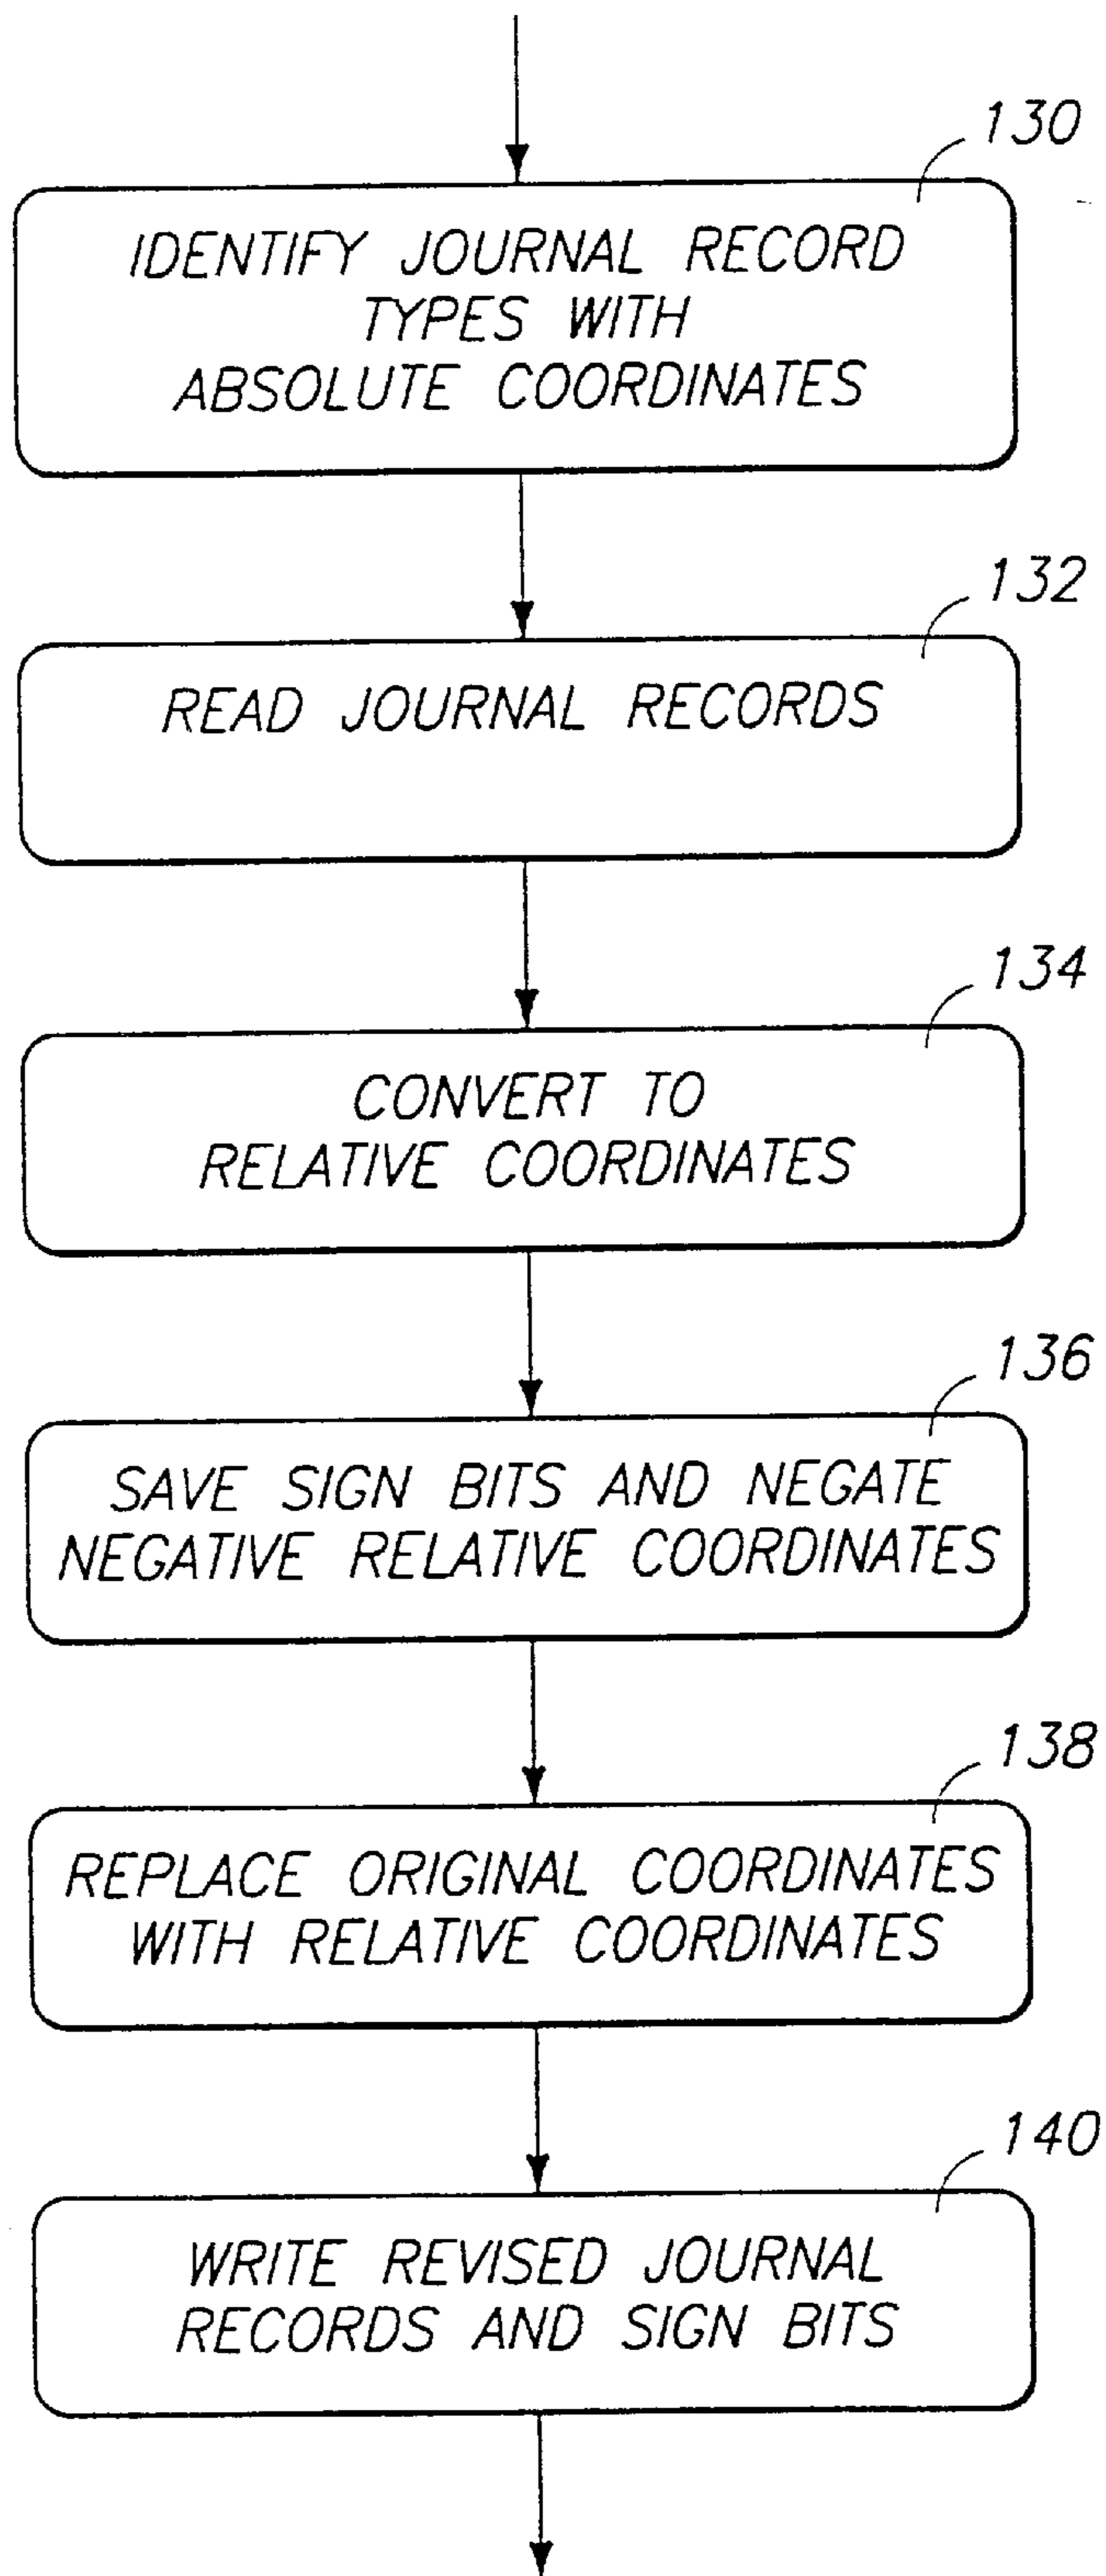 130
IDENTIFY JOURNAL RECORD
TYPES WITH
ABSOLUTE COORDINATES
132
READ JOURNAL RECORDS
134
CONVERT TO
RELATIVE COORDINATES
136
SAVE SIGN BITS AND NEGATE
NEGATIVE RELATIVE COORDINATES
138
REPLACE ORIGINAL COORDINATES
WITH RELATIVE COORDINATES
140
WRITE REVISED JOURNAL
RECORDS AND SIGN BITS